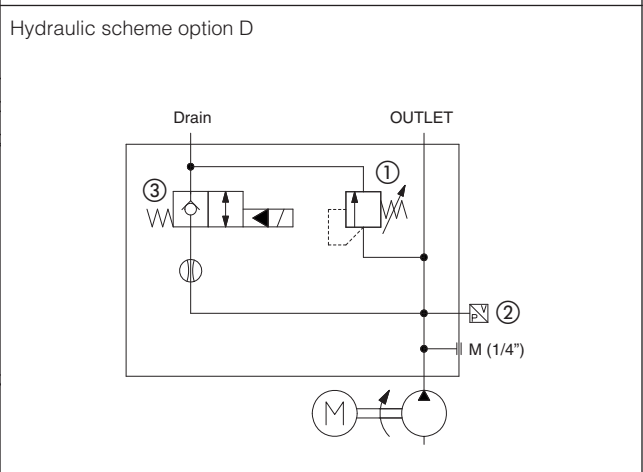 Hydraulic scheme option D
Drain
OUTLET
①
③
P V
②
M (1/4”)
M